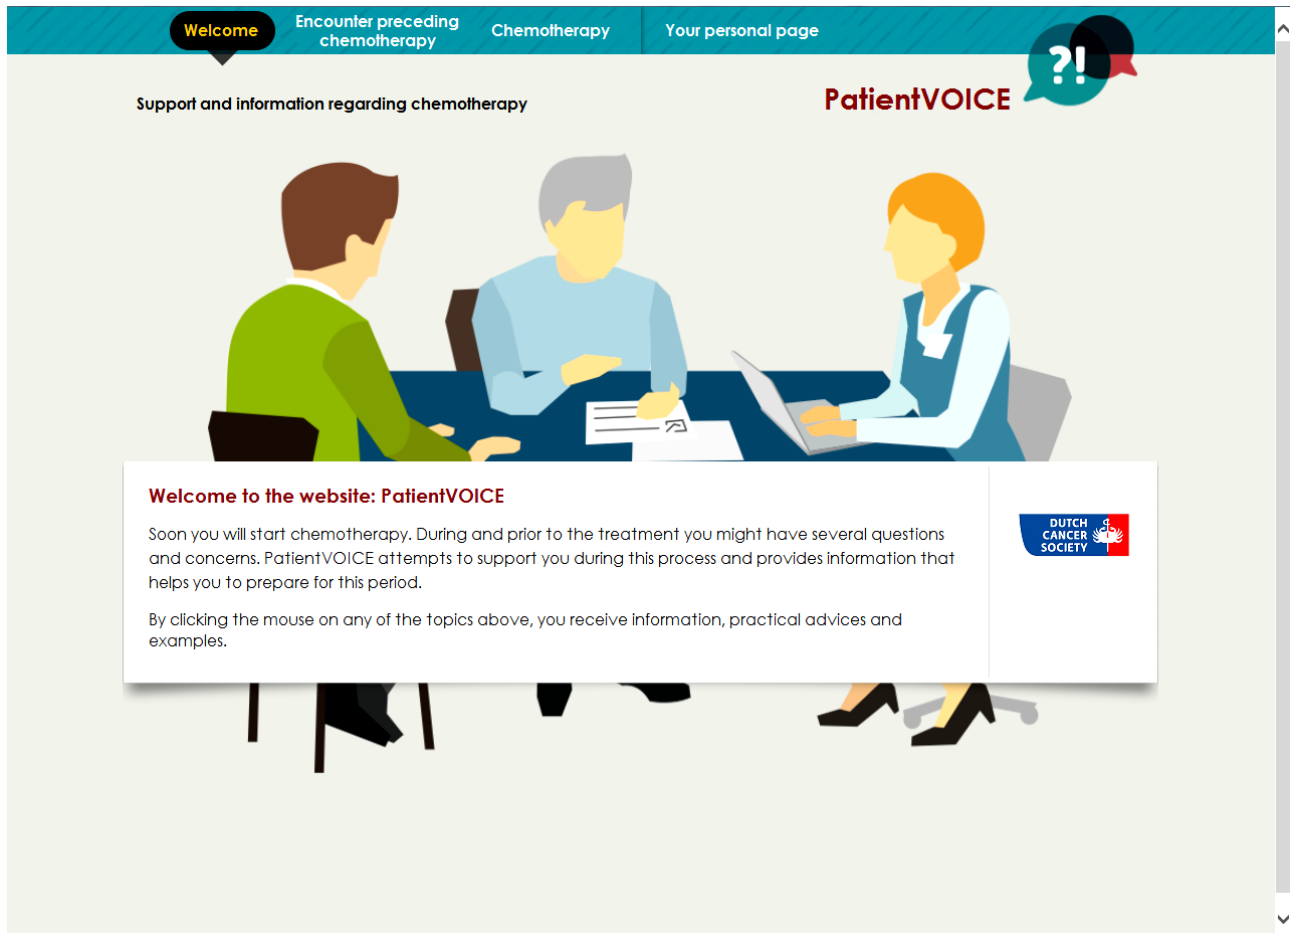 Welcome
Encounter preceding
chemotherapy
Chemotherapy
Your personal page
?!
Support and information regarding chemotherapy
PatientVOICE
Welcome to the website: PatientVOICE
Soon you will start chemotherapy. During and prior to the treatment you might have several questions
and concerns. PatientVOICE attempts to support you during this process and provides information that
helps you to prepare for this period.
By clicking the mouse on any of the topics above, you receive information, practical advices and
examples.
DUTCH
CANCER
SOCIETY